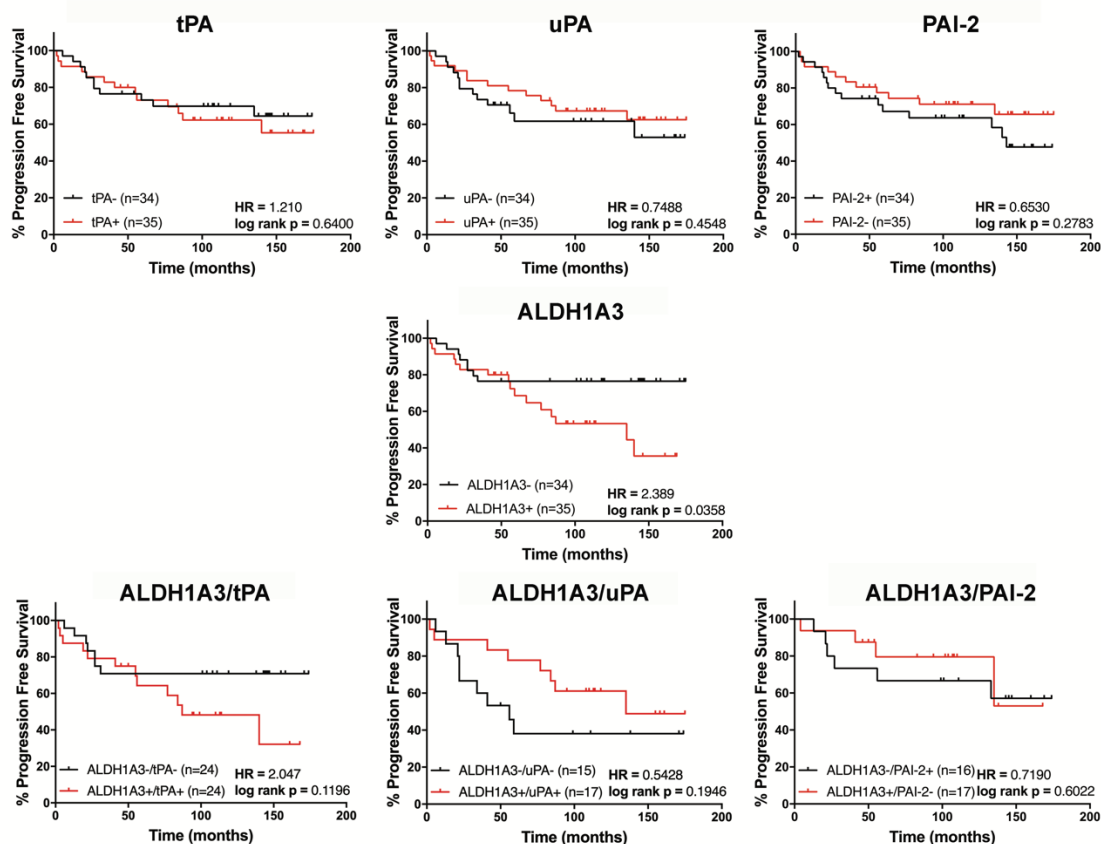 tPA
% Progression Free Survival
100
80
60
40
20
0
tPA- (n=34)
tPA+ (n=35)
HR = 1.210
log rank p = 0.6400
0 50 100 150 200
Time (months)
uPA
% Progression Free Survival
100
80
60
40
20
0
uPA- (n=34)
uPA+ (n=35)
HR = 0.7488
log rank p = 0.4548
0 50 100 150 200
Time (months)
PAI-2
% Progression Free Survival
100
80
60
40
20
0
PAI-2+ (n=34)
PAI-2- (n=35)
HR = 0.6530
log rank p = 0.2783
0 50 100 150 200
Time (months)
ALDH1A3
% Progression Free Survival
100
80
60
40
20
0
ALDH1A3- (n=34)
ALDH1A3+ (n=35)
HR = 2.389
log rank p = 0.0358
0 50 100 150 200
Time (months)
ALDH1A3/tPA
% Progression Free Survival
100
80
60
40
20
0
ALDH1A3-/tPA- (n=24)
ALDH1A3+/tPA+ (n=24)
HR = 2.047
log rank p = 0.1196
0 50 100 150 200
Time (months)
ALDH1A3/uPA
% Progression Free Survival
100
80
60
40
20
0
ALDH1A3-/uPA- (n=15)
ALDH1A3+/uPA+ (n=17)
HR = 0.5428
log rank p = 0.1946
0 50 100 150 200
Time (months)
ALDH1A3/PAI-2
% Progression Free Survival
100
80
60
40
20
0
ALDH1A3-/PAI-2+ (n=16)
ALDH1A3+/PAI-2- (n=17)
HR = 0.7190
log rank p = 0.6022
0 50 100 150 200
Time (months)